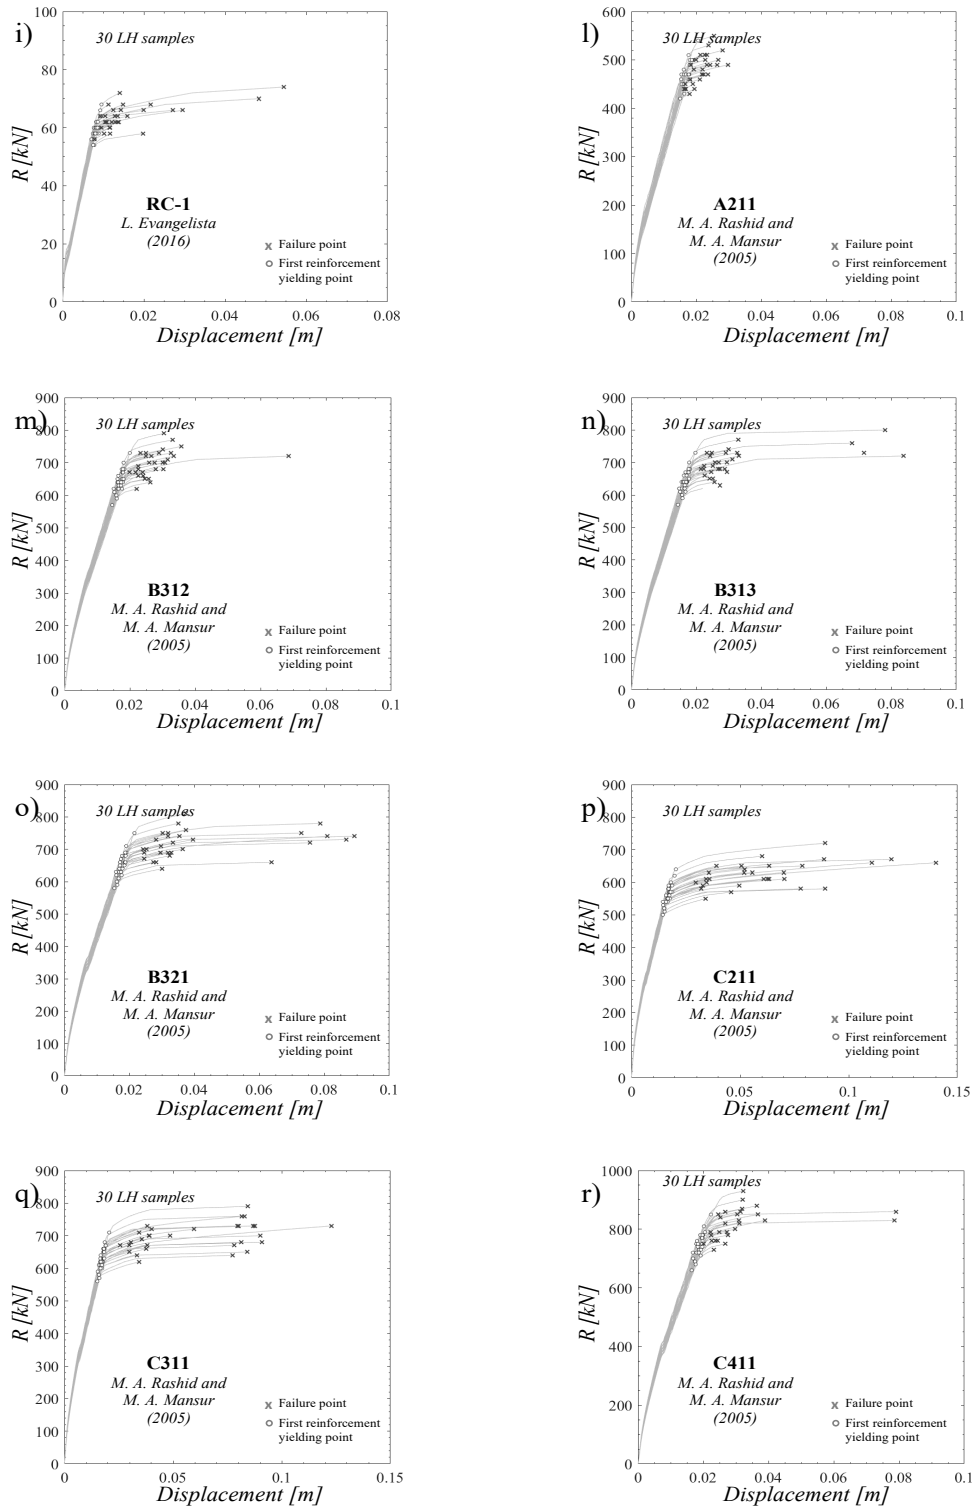 i)
30 LH samples
R [kN]
100
80
60
40
20
0
RC-1
L. Evangelista
(2016)
Failure point
First reinforcement
yielding point
0
0.02
0.04
0.06
0.08
Displacement [m]
l)
30 LH samples
R [kN]
600
500
400
300
200
100
0
A211
M. A. Rashid and
M. A. Mansur
(2005)
Failure point
First reinforcement
yielding point
0
0.02
0.04
0.06
0.08
0.1
Displacement [m]
m)
30 LH samples
R [kN]
900
800
700
600
500
400
300
200
100
0
B312
M. A. Rashid and
M. A. Mansur
(2005)
Failure point
First reinforcement
yielding point
0
0.02
0.04
0.06
0.08
0.1
Displacement [m]
n)
30 LH samples
R [kN]
900
800
700
600
500
400
300
200
100
0
B313
M. A. Rashid and
M. A. Mansur
(2005)
Failure point
First reinforcement
yielding point
0
0.02
0.04
0.06
0.08
0.1
Displacement [m]
o)
30 LH samples
R [kN]
900
800
700
600
500
400
300
200
100
0
B321
M. A. Rashid and
M. A. Mansur
(2005)
Failure point
First reinforcement
yielding point
0
0.02
0.04
0.06
0.08
0.1
Displacement [m]
p)
30 LH samples
R [kN]
900
800
700
600
500
400
300
200
100
0
C211
M. A. Rashid and
M. A. Mansur
(2005)
Failure point
First reinforcement
yielding point
0
0.05
0.1
0.15
Displacement [m]
q)
30 LH samples
R [kN]
900
800
700
600
500
400
300
200
100
0
C311
M. A. Rashid and
M. A. Mansur
(2005)
Failure point
First reinforcement
yielding point
0
0.05
0.1
0.15
Displacement [m]
r)
30 LH samples
R [kN]
1000
800
600
400
200
0
C411
M. A. Rashid and
M. A. Mansur
(2005)
Failure point
First reinforcement
yielding point
0
0.02
0.04
0.06
0.08
0.1
Displacement [m]